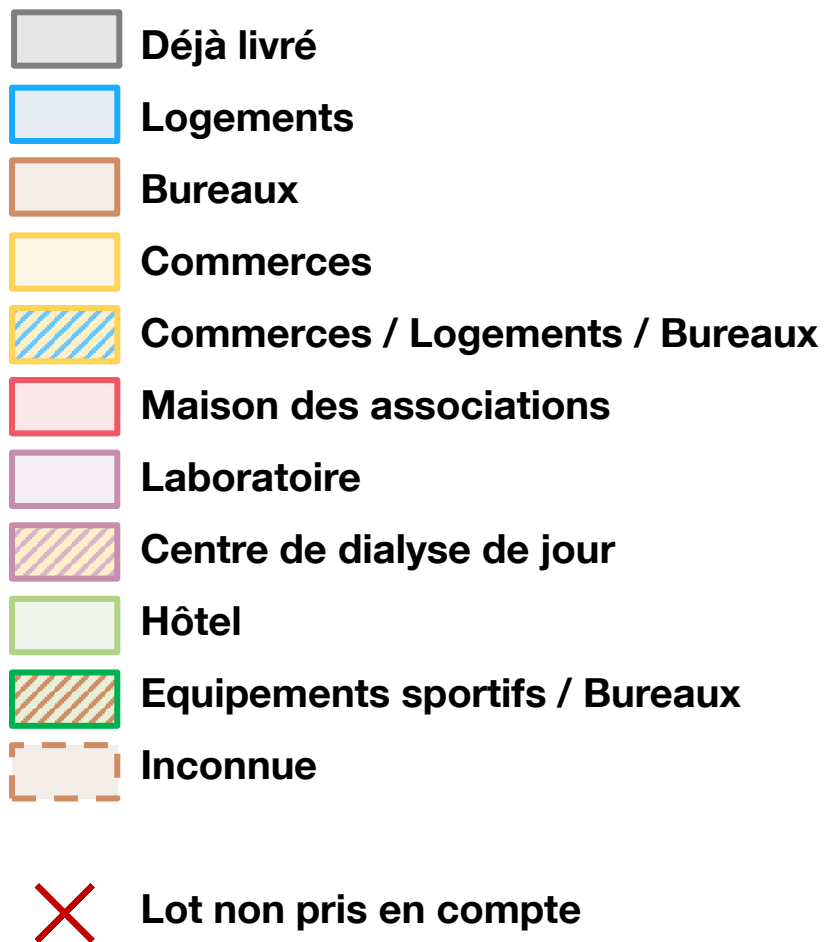 Déjà livré
Logements
Bureaux
Commerces
Commerces / Logements / Bureaux
Maison des associations
Laboratoire
Centre de dialyse de jour
Hôtel
Equipements sportifs / Bureaux
Inconnue
Lot non pris en compte